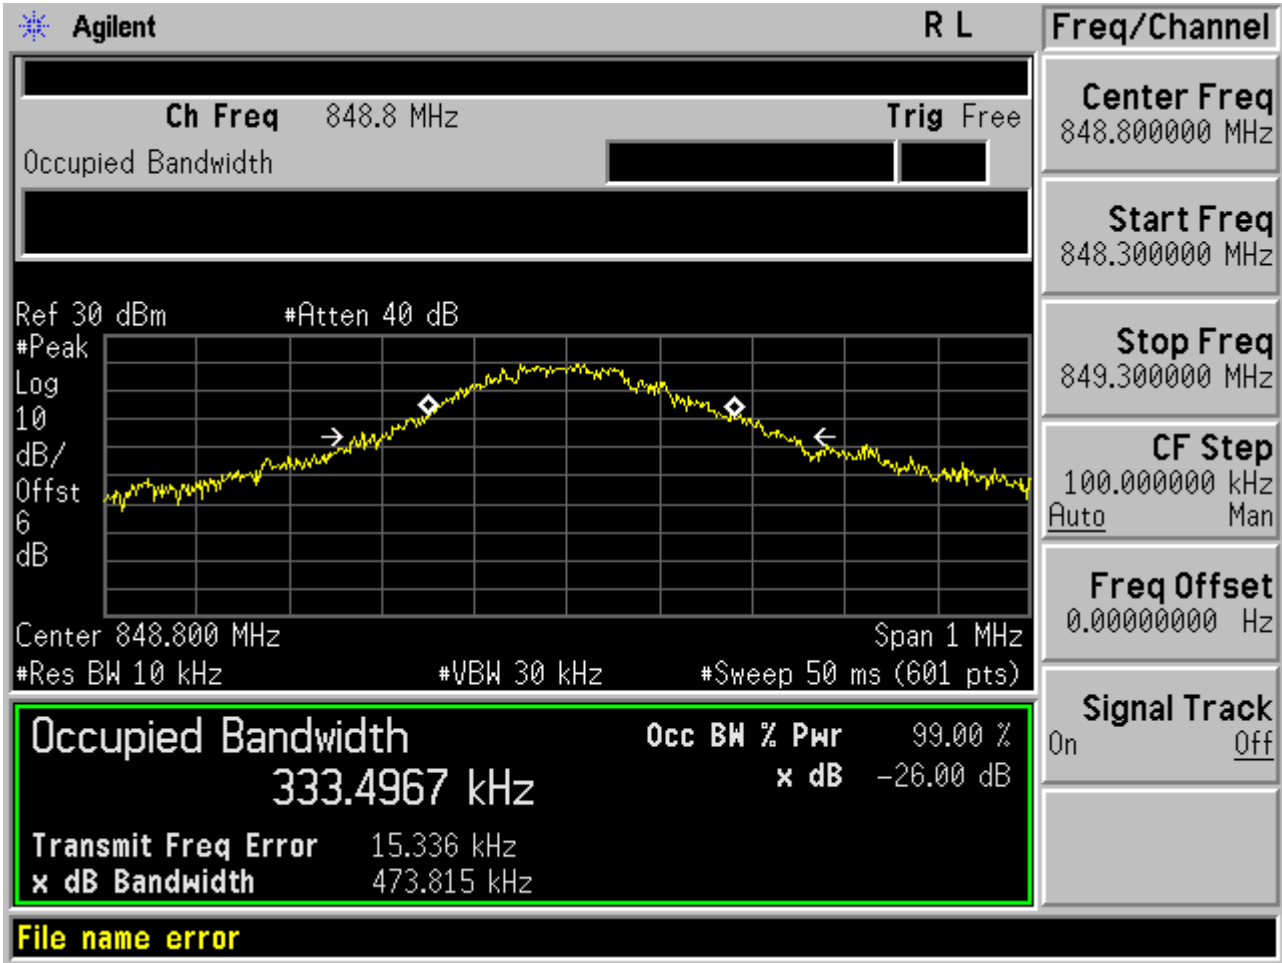 Agilent R L Freq/Channel
Ch Freq 848.8 MHz Trig Free
Occupied Bandwidth
Center Freq
848.800000 MHz
Start Freq
848.300000 MHz
Stop Freq
849.300000 MHz
CF Step
100.000000 kHz
Auto Man
Freq Offset
0.00000000 Hz
Signal Track
On Off
Ref 30 dBm #Atten 40 dB
#Peak
Log
10
dB/
Offst
6
dB
Center 848.800 MHz Span 1 MHz
#Res BW 10 kHz #VBW 30 kHz #Sweep 50 ms (601 pts)
Occupied Bandwidth Occ BW % Pwr 99.00 %
333.4967 kHz x dB -26.00 dB
Transmit Freq Error 15.336 kHz
x dB Bandwidth 473.815 kHz
File name error